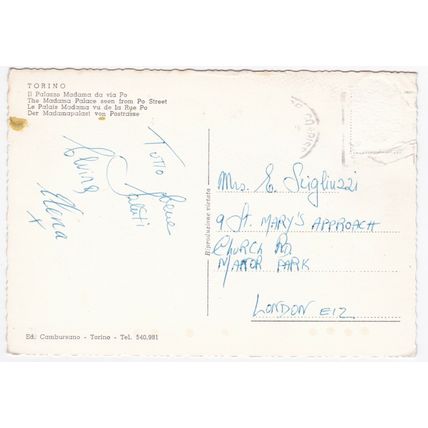 TORINO
Il Palazzo Madama da via Po
The Madama Palace seen from Po Street
Le Palais Madama vu de la Rue Po
Der Madamapalast von Postrasse
Tutto bene
Saluti
Elvina
Elena
x
Riproduzione vietata
Mrs. E. Scigliuzzi
9 St. MARY'S APPROACH
CHURCH RD
MANOR PARK
LONDON E12
Ed. Cambursano - Torino - Tel. 540,981